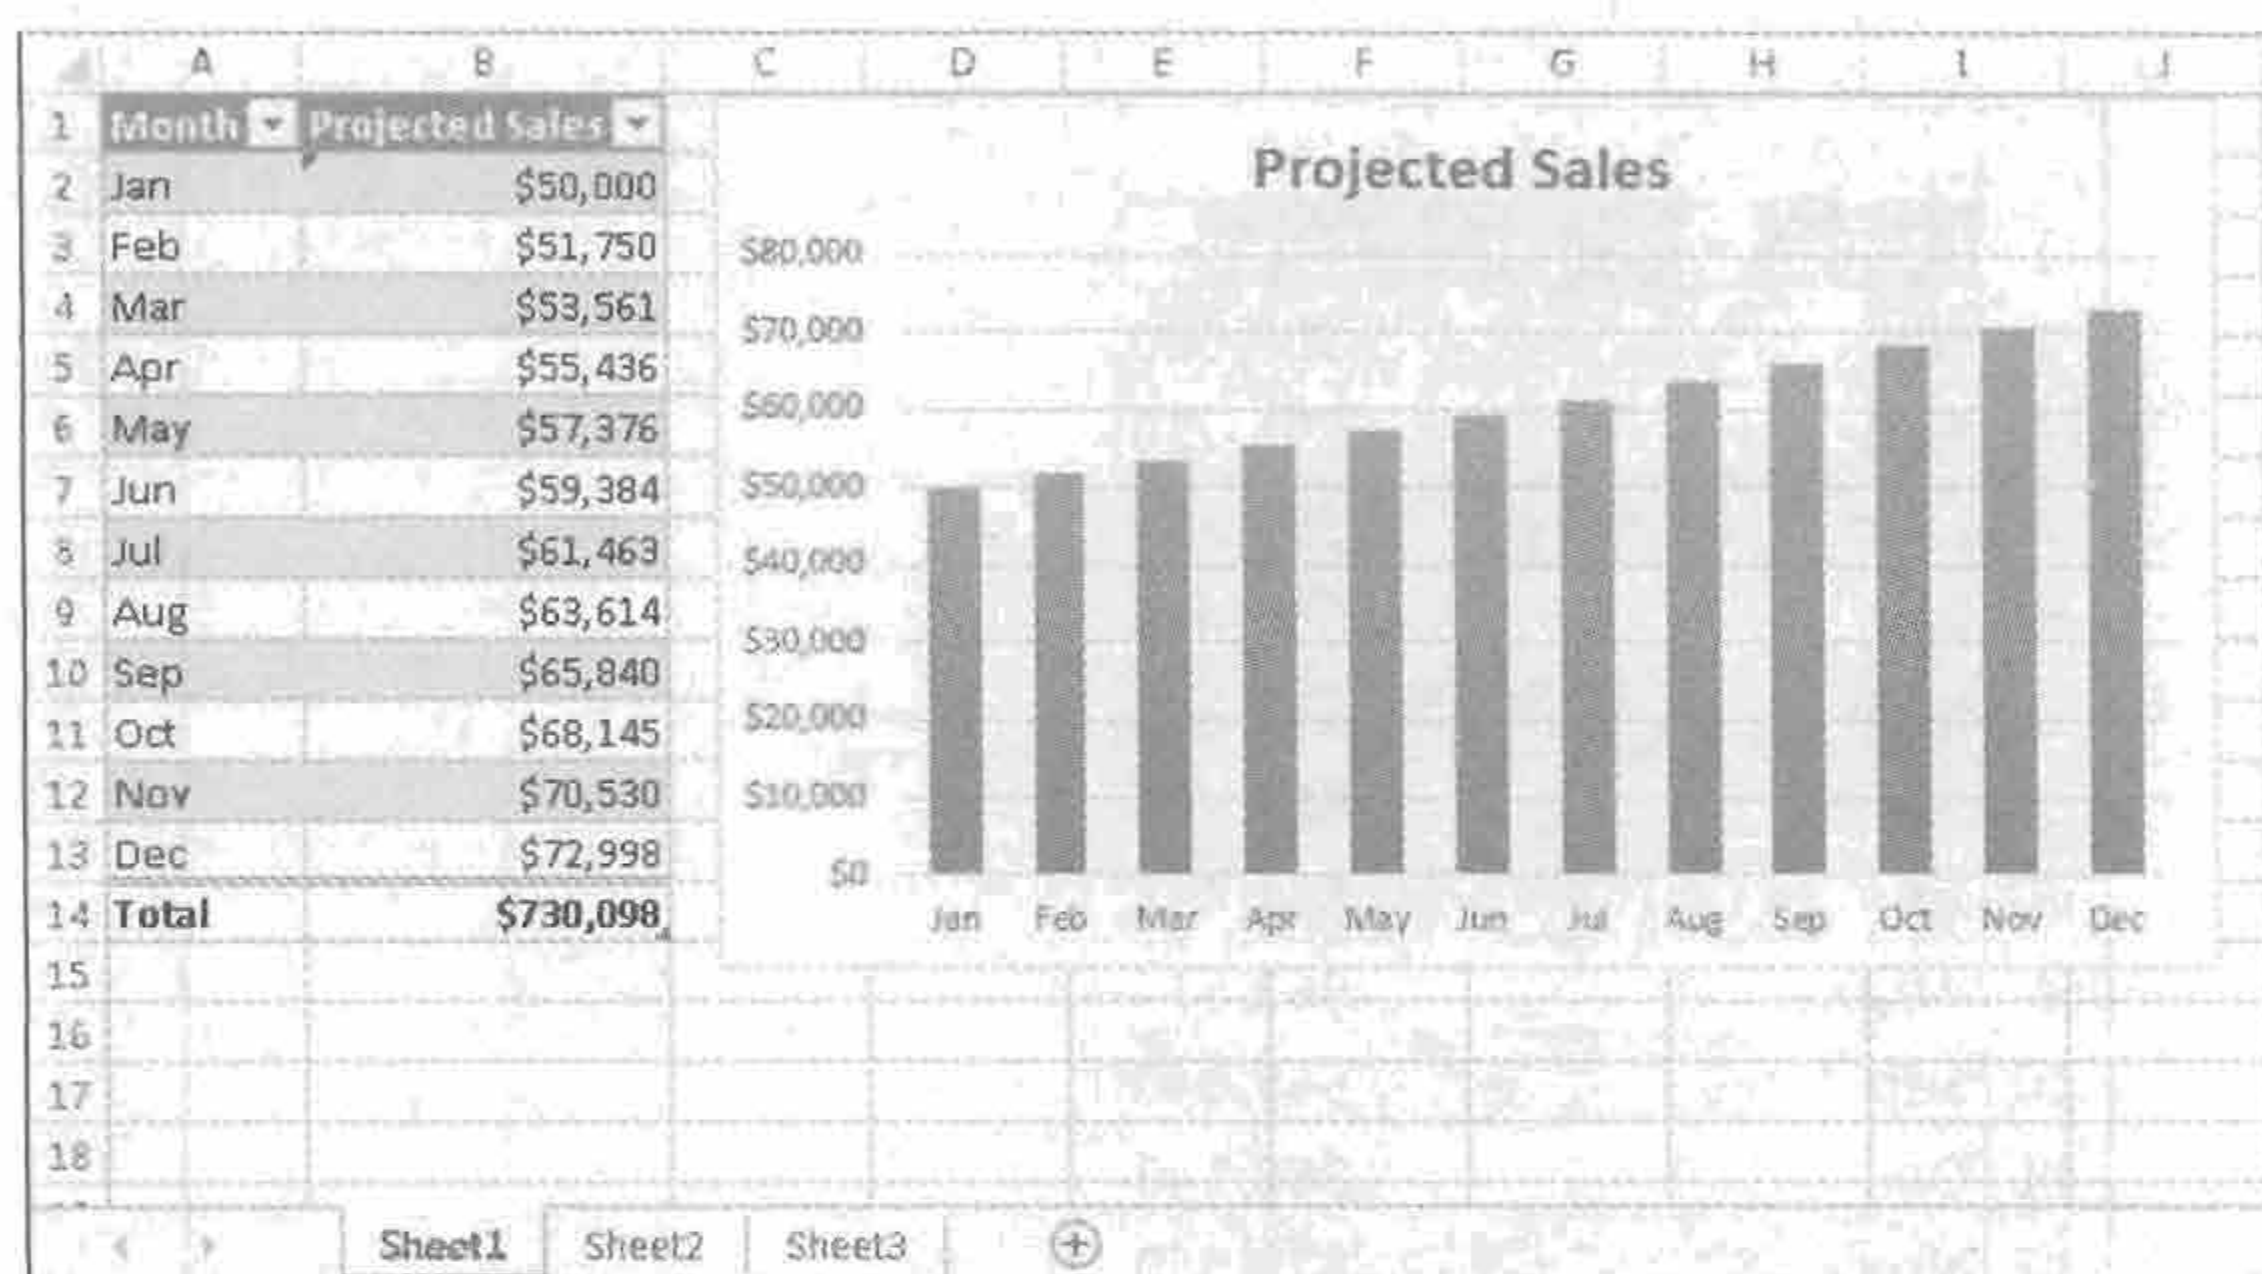 A B C D E F G H I J
1 Month Projected Sales
2 Jan $50,000
3 Feb $51,750
4 Mar $53,561
5 Apr $55,436
6 May $57,376
7 Jun $59,384
8 Jul $61,463
9 Aug $63,614
10 Sep $65,840
11 Oct $68,145
12 Nov $70,530
13 Dec $72,998
14 Total $730,098
15
16
17
18
Projected Sales
$80,000
$70,000
$60,000
$50,000
$40,000
$30,000
$20,000
$10,000
$0
Jan Feb Mar Apr May Jun Jul Aug Sep Oct Nov Dec
Sheet1 Sheet2 Sheet3